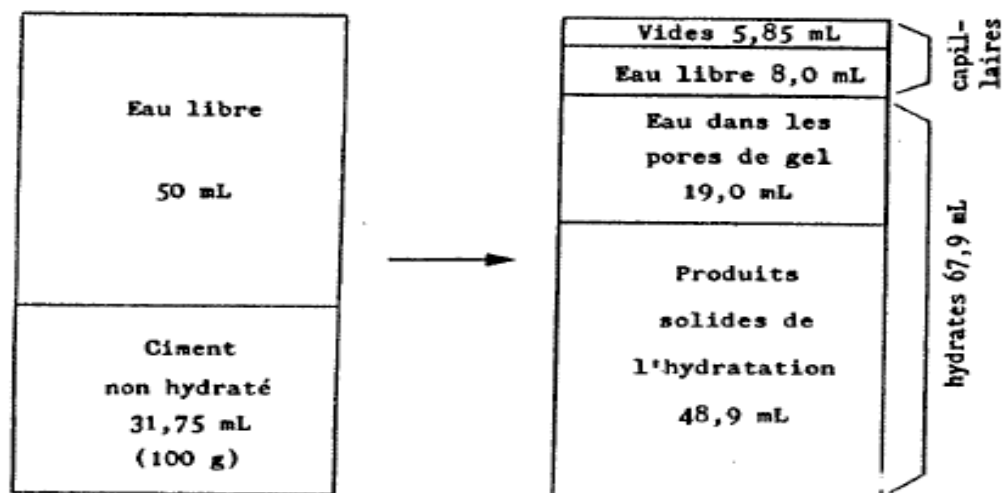 Eau libre
50 mL
Ciment
non hydraté
31,75 mL
(100 g)
Vides 5,85 mL
Eau libre 8,0 mL
Eau dans les
pores de gel
19,0 mL
Produits
solides de
l'hydratation
48,9 mL
capil-
laires
hydrates 67,9 mL